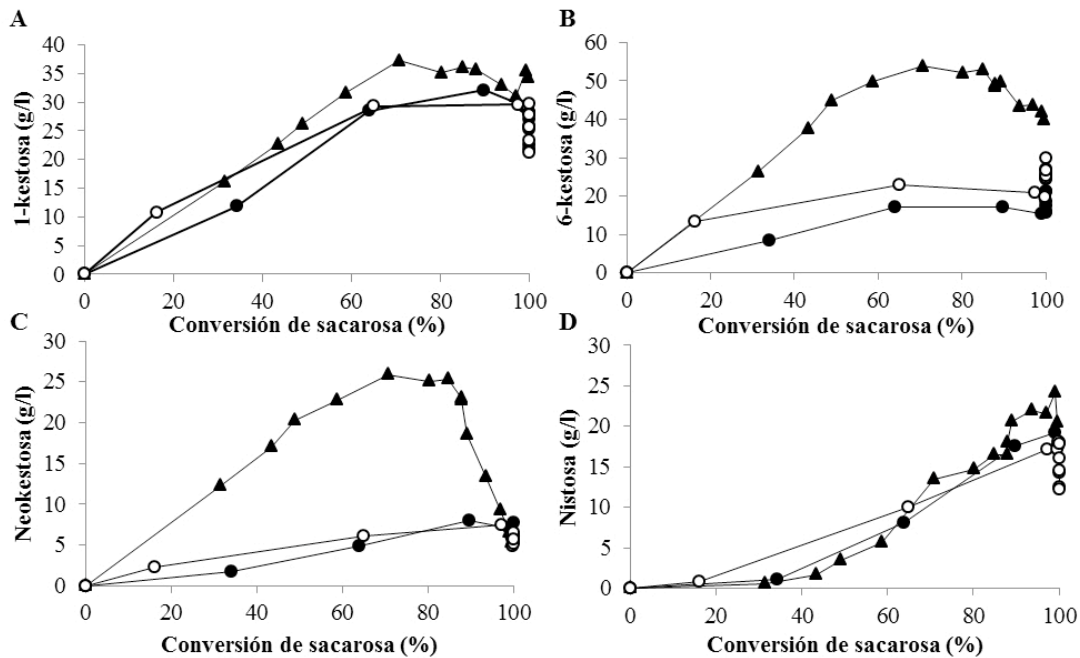 A
1-kestosa (g/l)
40
35
30
25
20
15
10
5
0
0 20 40 60 80 100
Conversión de sacarosa (%)
B
6-kestosa (g/l)
60
50
40
30
20
10
0
0 20 40 60 80 100
Conversión de sacarosa (%)
C
Neokestosa (g/l)
30
25
20
15
10
5
0
0 20 40 60 80 100
Conversión de sacarosa (%)
D
Nistosa (g/l)
30
25
20
15
10
5
0
0 20 40 60 80 100
Conversión de sacarosa (%)